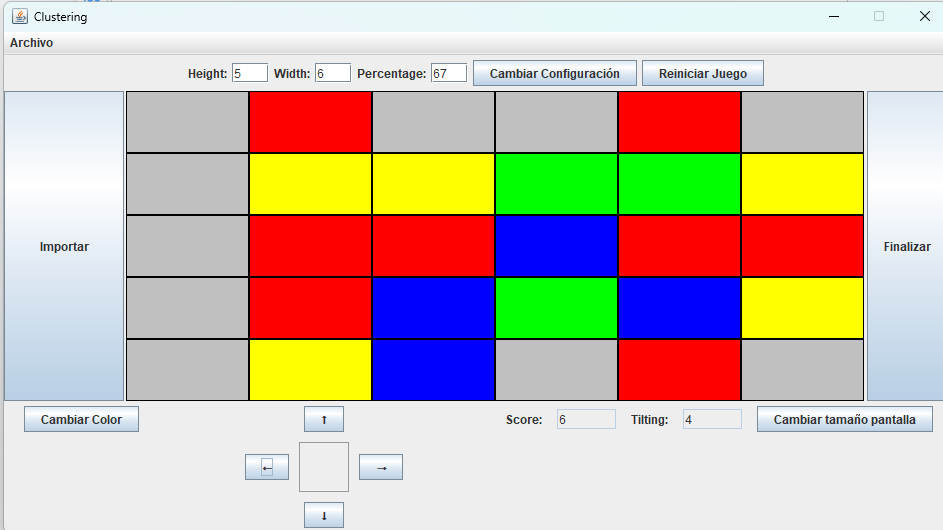 Clustering
Archivo
Height: 5 Width: 6 Percentage: 67 Cambiar Configuración Reiniciar Juego
Importar
Finalizar
Cambiar Color ↑ Score: 6 Tilting: 4 Cambiar tamaño pantalla
← →
↓